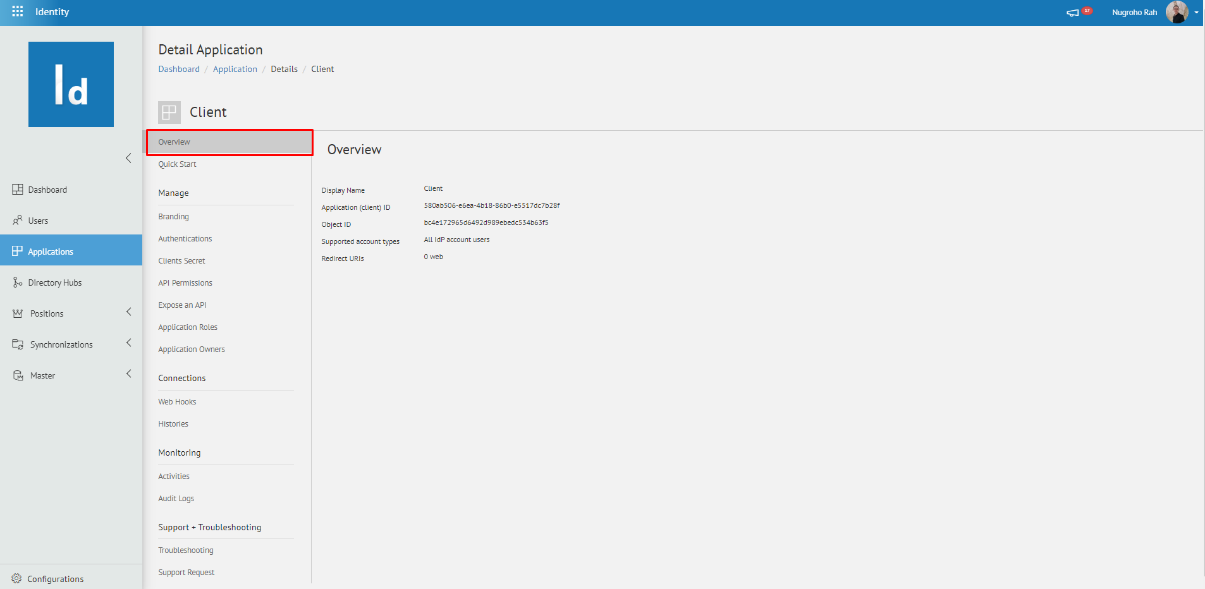 Identity
Nugroho Rah
Id
Detail Application
Dashboard / Application / Details / Client
Client
Dashboard
Users
Applications
Directory Hubs
Positions
Synchronizations
Master
Configurations
Overview
Quick Start
Manage
Branding
Authentications
Clients Secret
API Permissions
Expose an API
Application Roles
Application Owners
Connections
Web Hooks
Histories
Monitoring
Activities
Audit Logs
Support + Troubleshooting
Troubleshooting
Support Request
Overview
Display Name Client
Application (client) ID 580ab506-e6ea-4b18-86b0-e5517dc7b28f
Object ID bc4e172965d6492d989ebedc534b63f5
Supported account types All IdP account users
Redirect URIs 0 web